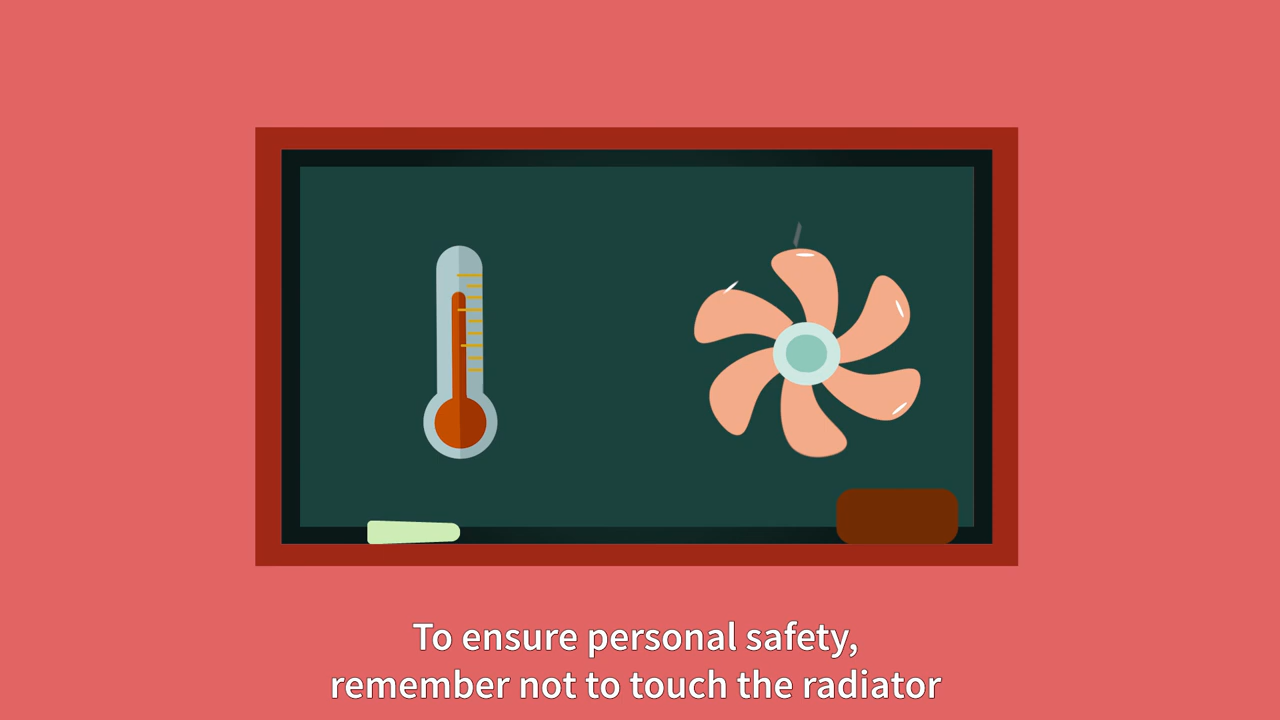 To ensure personal safety,
remember not to touch the radiator